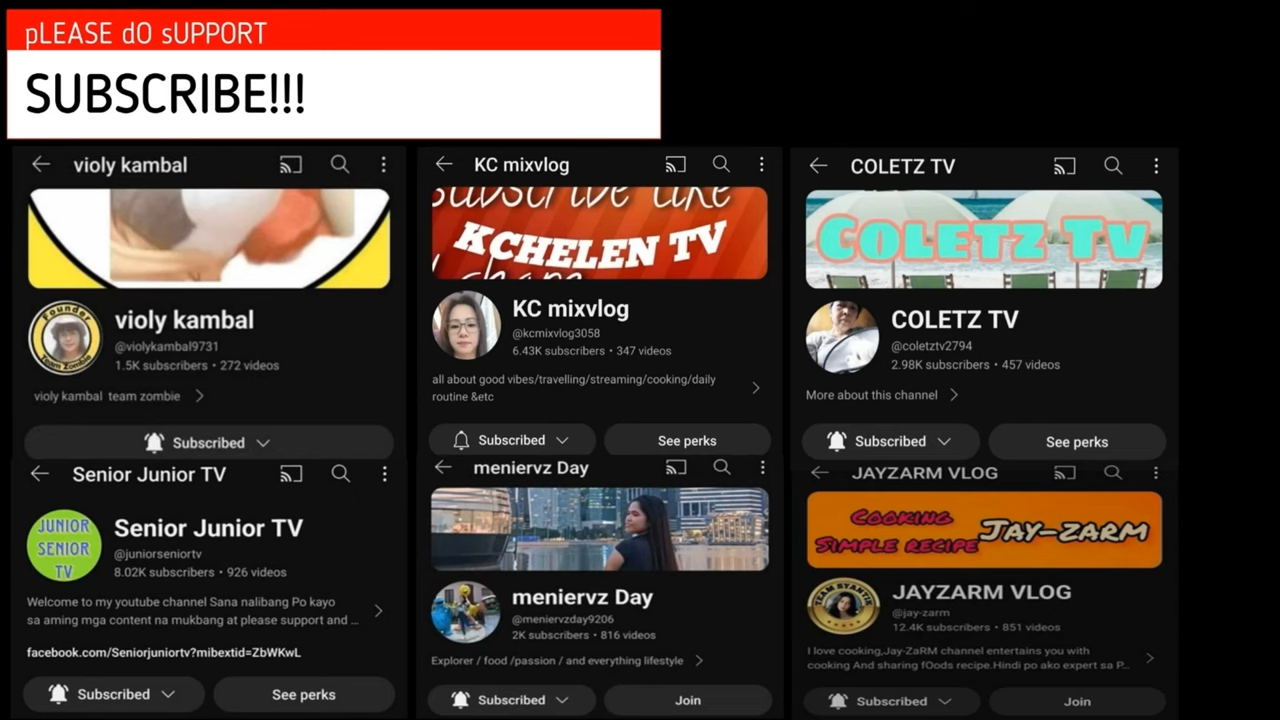 pLEASE dO sUPPORT
SUBSCRIBE!!!
violy kambal
Founder
Team Zombie
violy kambal
@violykambal9731
1.5K subscribers • 272 videos
violy kambal team zombie
Subscribed
KC mixvlog
subscribe like
KCHELEN TV
KC mixvlog
@kcmixvlog3058
6.43K subscribers • 347 videos
all about good vibes/travelling/streaming/cooking/daily
routine &etc
Subscribed
See perks
COLETZ TV
COLETZ TV
COLETZ TV
@coletztv2794
2.98K subscribers • 457 videos
More about this channel
Subscribed
See perks
Senior Junior TV
JUNIOR
SENIOR
TV
Senior Junior TV
@juniorseniortv
8.02K subscribers • 926 videos
Welcome to my youtube channel Sana nalibang Po kayo
sa aming mga content na mukbang at please support and ...
facebook.com/Seniorjuniortv?mibextid=ZbWKwL
Subscribed
See perks
meniervz Day
meniervz Day
@meniervzday9206
2K subscribers • 816 videos
Explorer / food /passion / and everything lifestyle
Subscribed
Join
JAYZARM VLOG
COOKING
SIMPLE RECIPE
JAY-ZARM
JAYZARM VLOG
@jay-zarm
12.4K subscribers • 851 videos
I love cooking,Jay-ZaRM channel entertains you with
cooking And sharing fOods recipe.Hindi po ako expert sa P...
Subscribed
Join